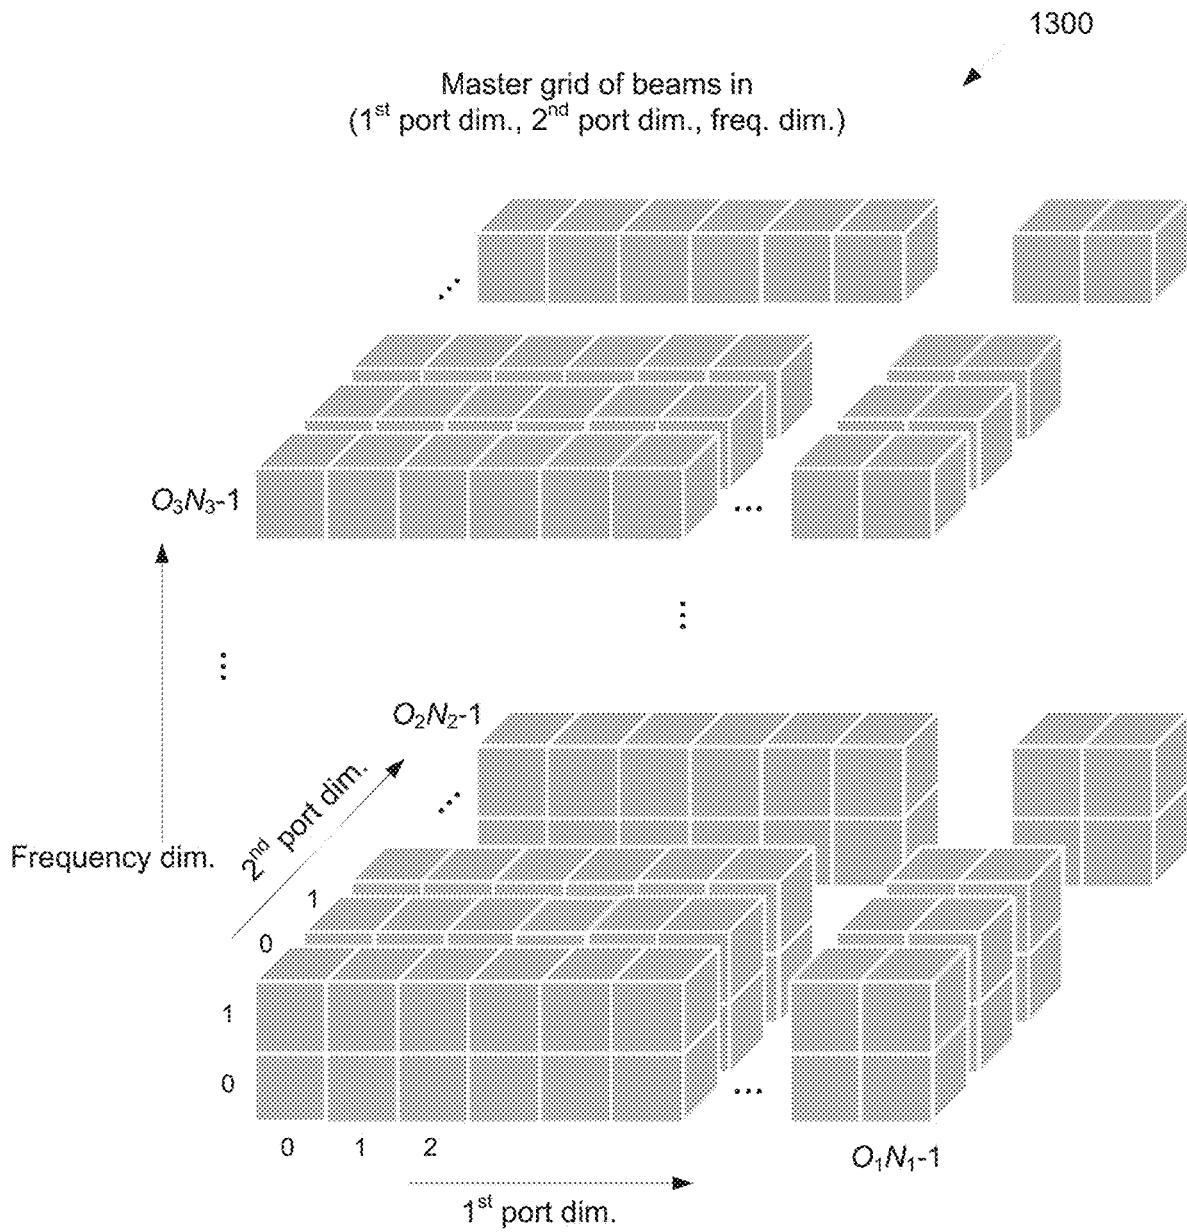 1300
Master grid of beams in
(1st port dim., 2nd port dim., freq. dim.)
...
O3N3-1
...
...
...
O2N2-1
...
2nd port dim.
Frequency dim.
1
0
1
0
...
0 1 2
O1N1-1
1st port dim.